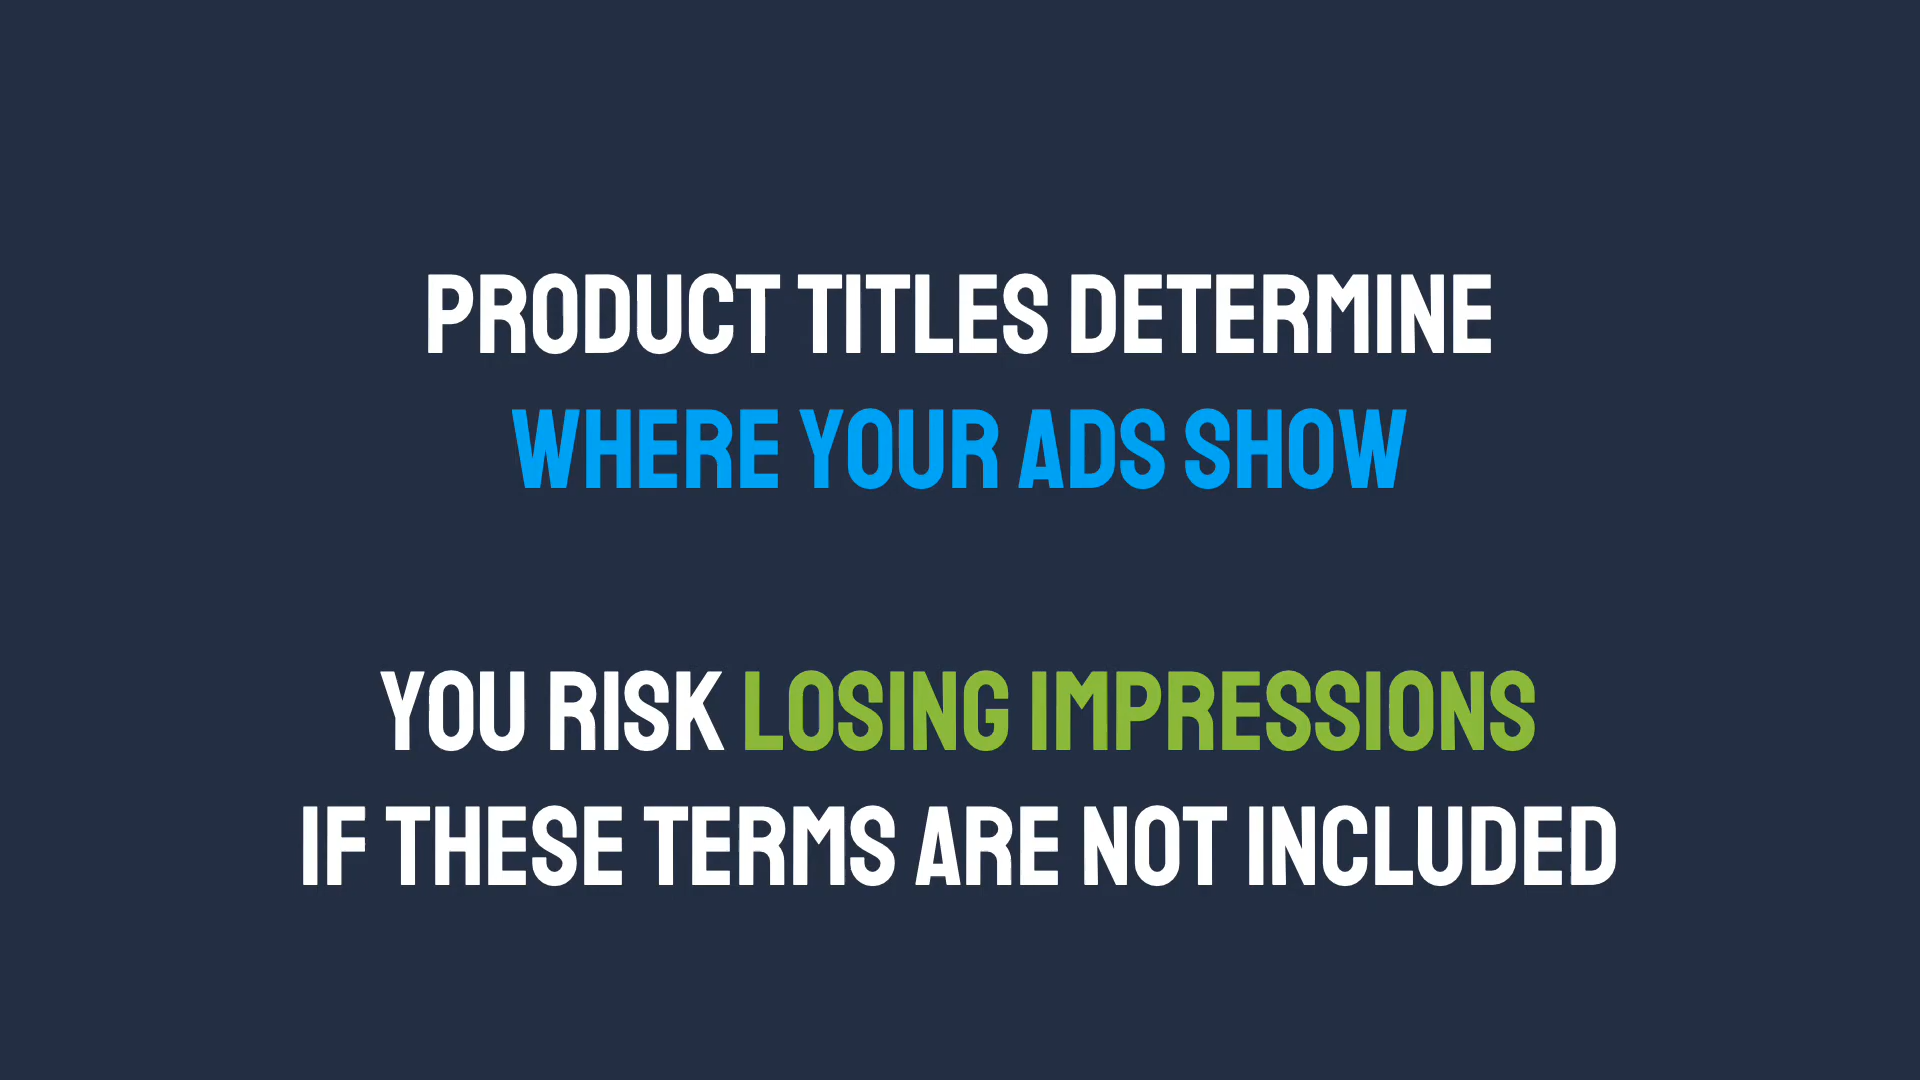 PRODUCT TITLES DETERMINE
WHERE YOUR ADS SHOW
YOU RISK LOSING IMPRESSIONS
IF THESE TERMS ARE NOT INCLUDED